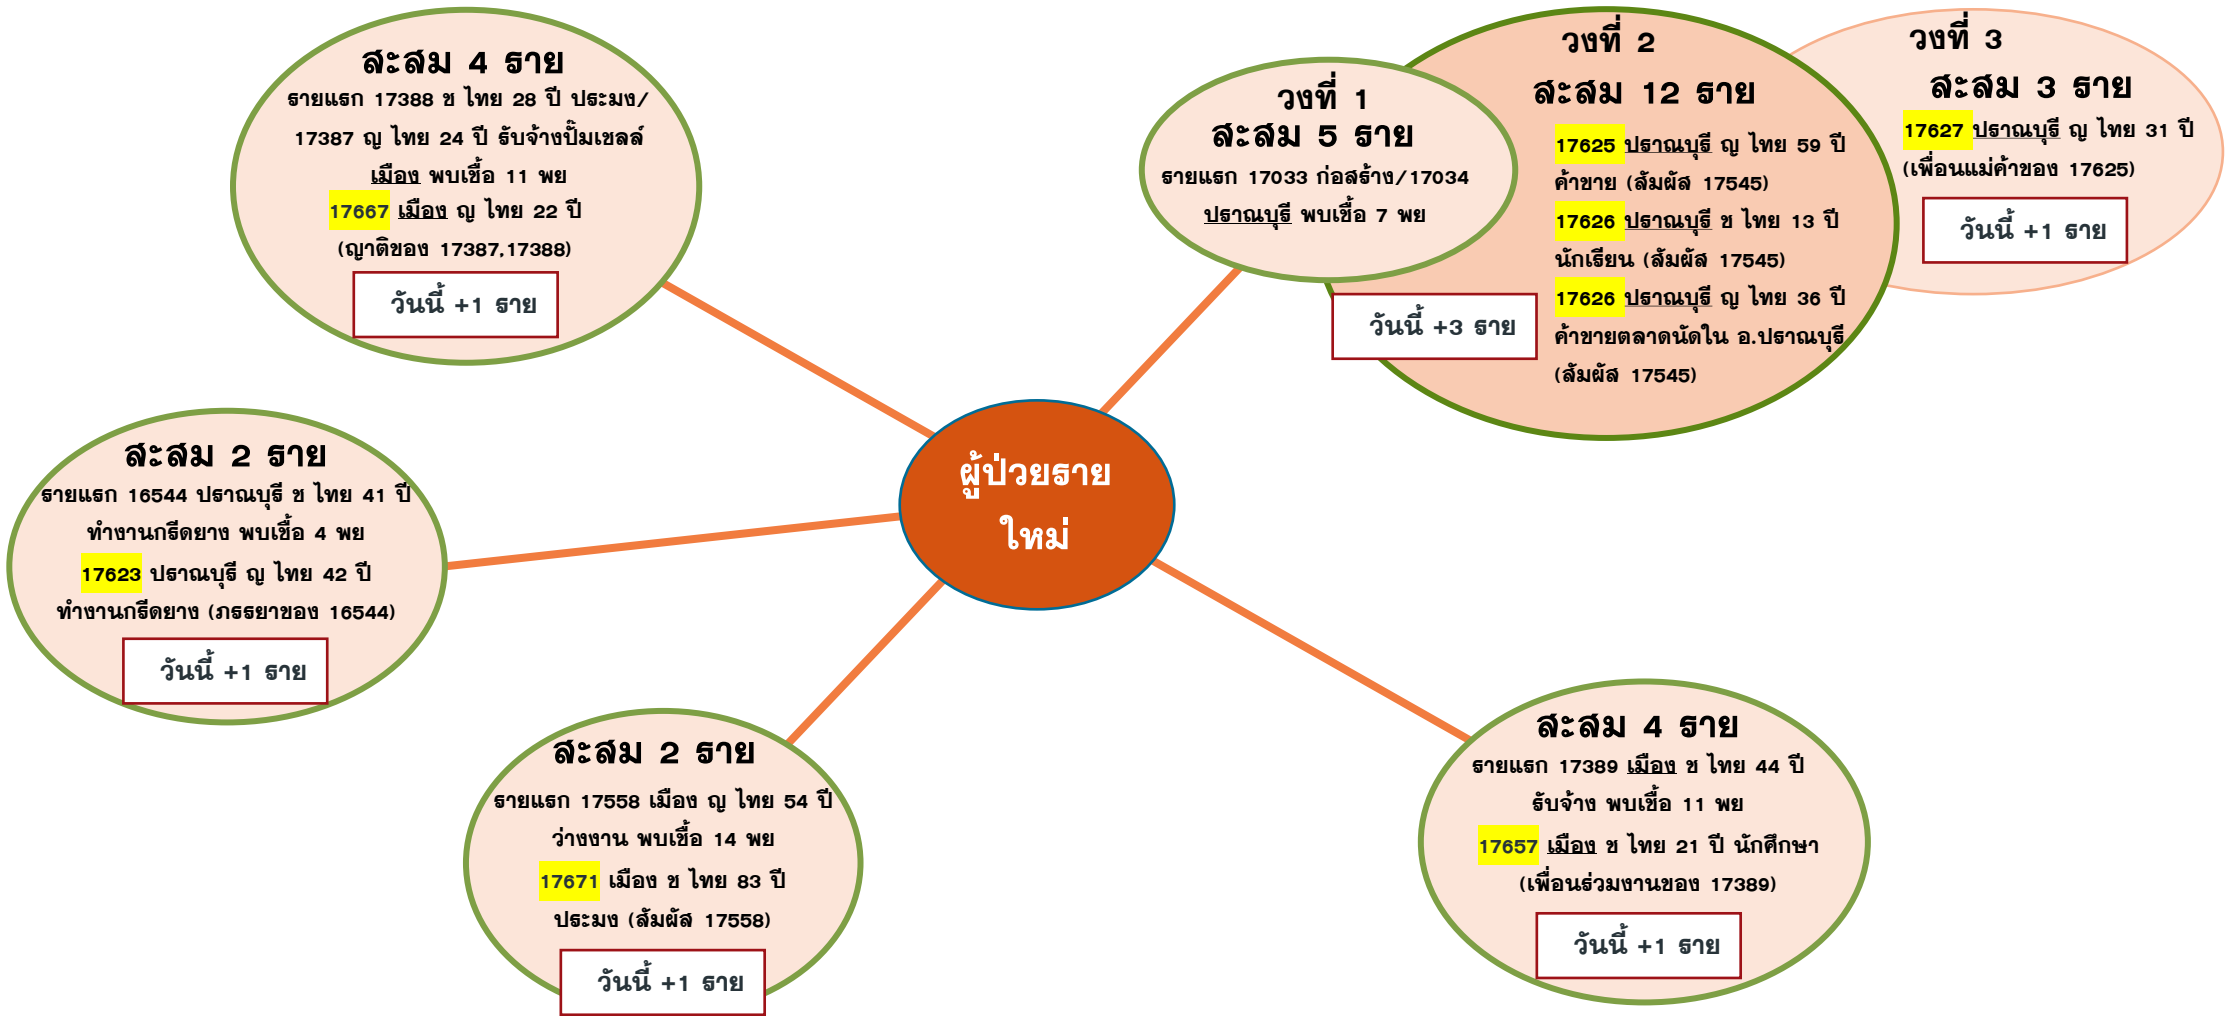 สะสม 4 ราย
รายแรก 17388 ช ไทย 28 ปี ประมง/
17387 ญ ไทย 24 ปี รับจ้างปั๊มเชลล์
เมือง พบเชื้อ 11 พย
17667 เมือง ญ ไทย 22 ปี
(ญาติของ 17387,17388)
วันนี้ +1 ราย
วงที่ 1
สะสม 5 ราย
รายแรก 17033 ก่อสร้าง/17034
ปราณบุรี พบเชื้อ 7 พย
วงที่ 2
สะสม 12 ราย
17625 ปราณบุรี ญ ไทย 59 ปี
ค้าขาย (สัมผัส 17545)
17626 ปราณบุรี ช ไทย 13 ปี
นักเรียน (สัมผัส 17545)
17626 ปราณบุรี ญ ไทย 36 ปี
ค้าขายตลาดนัดใน อ.ปราณบุรี
(สัมผัส 17545)
วันนี้ +3 ราย
วงที่ 3
สะสม 3 ราย
17627 ปราณบุรี ญ ไทย 31 ปี
(เพื่อนแม่ค้าของ 17625)
วันนี้ +1 ราย
ผู้ป่วยราย
ใหม่
สะสม 2 ราย
รายแรก 16544 ปราณบุรี ช ไทย 41 ปี
ทำงานกรีดยาง พบเชื้อ 4 พย
17623 ปราณบุรี ญ ไทย 42 ปี
ทำงานกรีดยาง (ภรรยาของ 16544)
วันนี้ +1 ราย
สะสม 2 ราย
รายแรก 17558 เมือง ญ ไทย 54 ปี
ว่างงาน พบเชื้อ 14 พย
17671 เมือง ช ไทย 83 ปี
ประมง (สัมผัส 17558)
วันนี้ +1 ราย
สะสม 4 ราย
รายแรก 17389 เมือง ช ไทย 44 ปี
รับจ้าง พบเชื้อ 11 พย
17657 เมือง ช ไทย 21 ปี นักศึกษา
(เพื่อนร่วมงานของ 17389)
วันนี้ +1 ราย